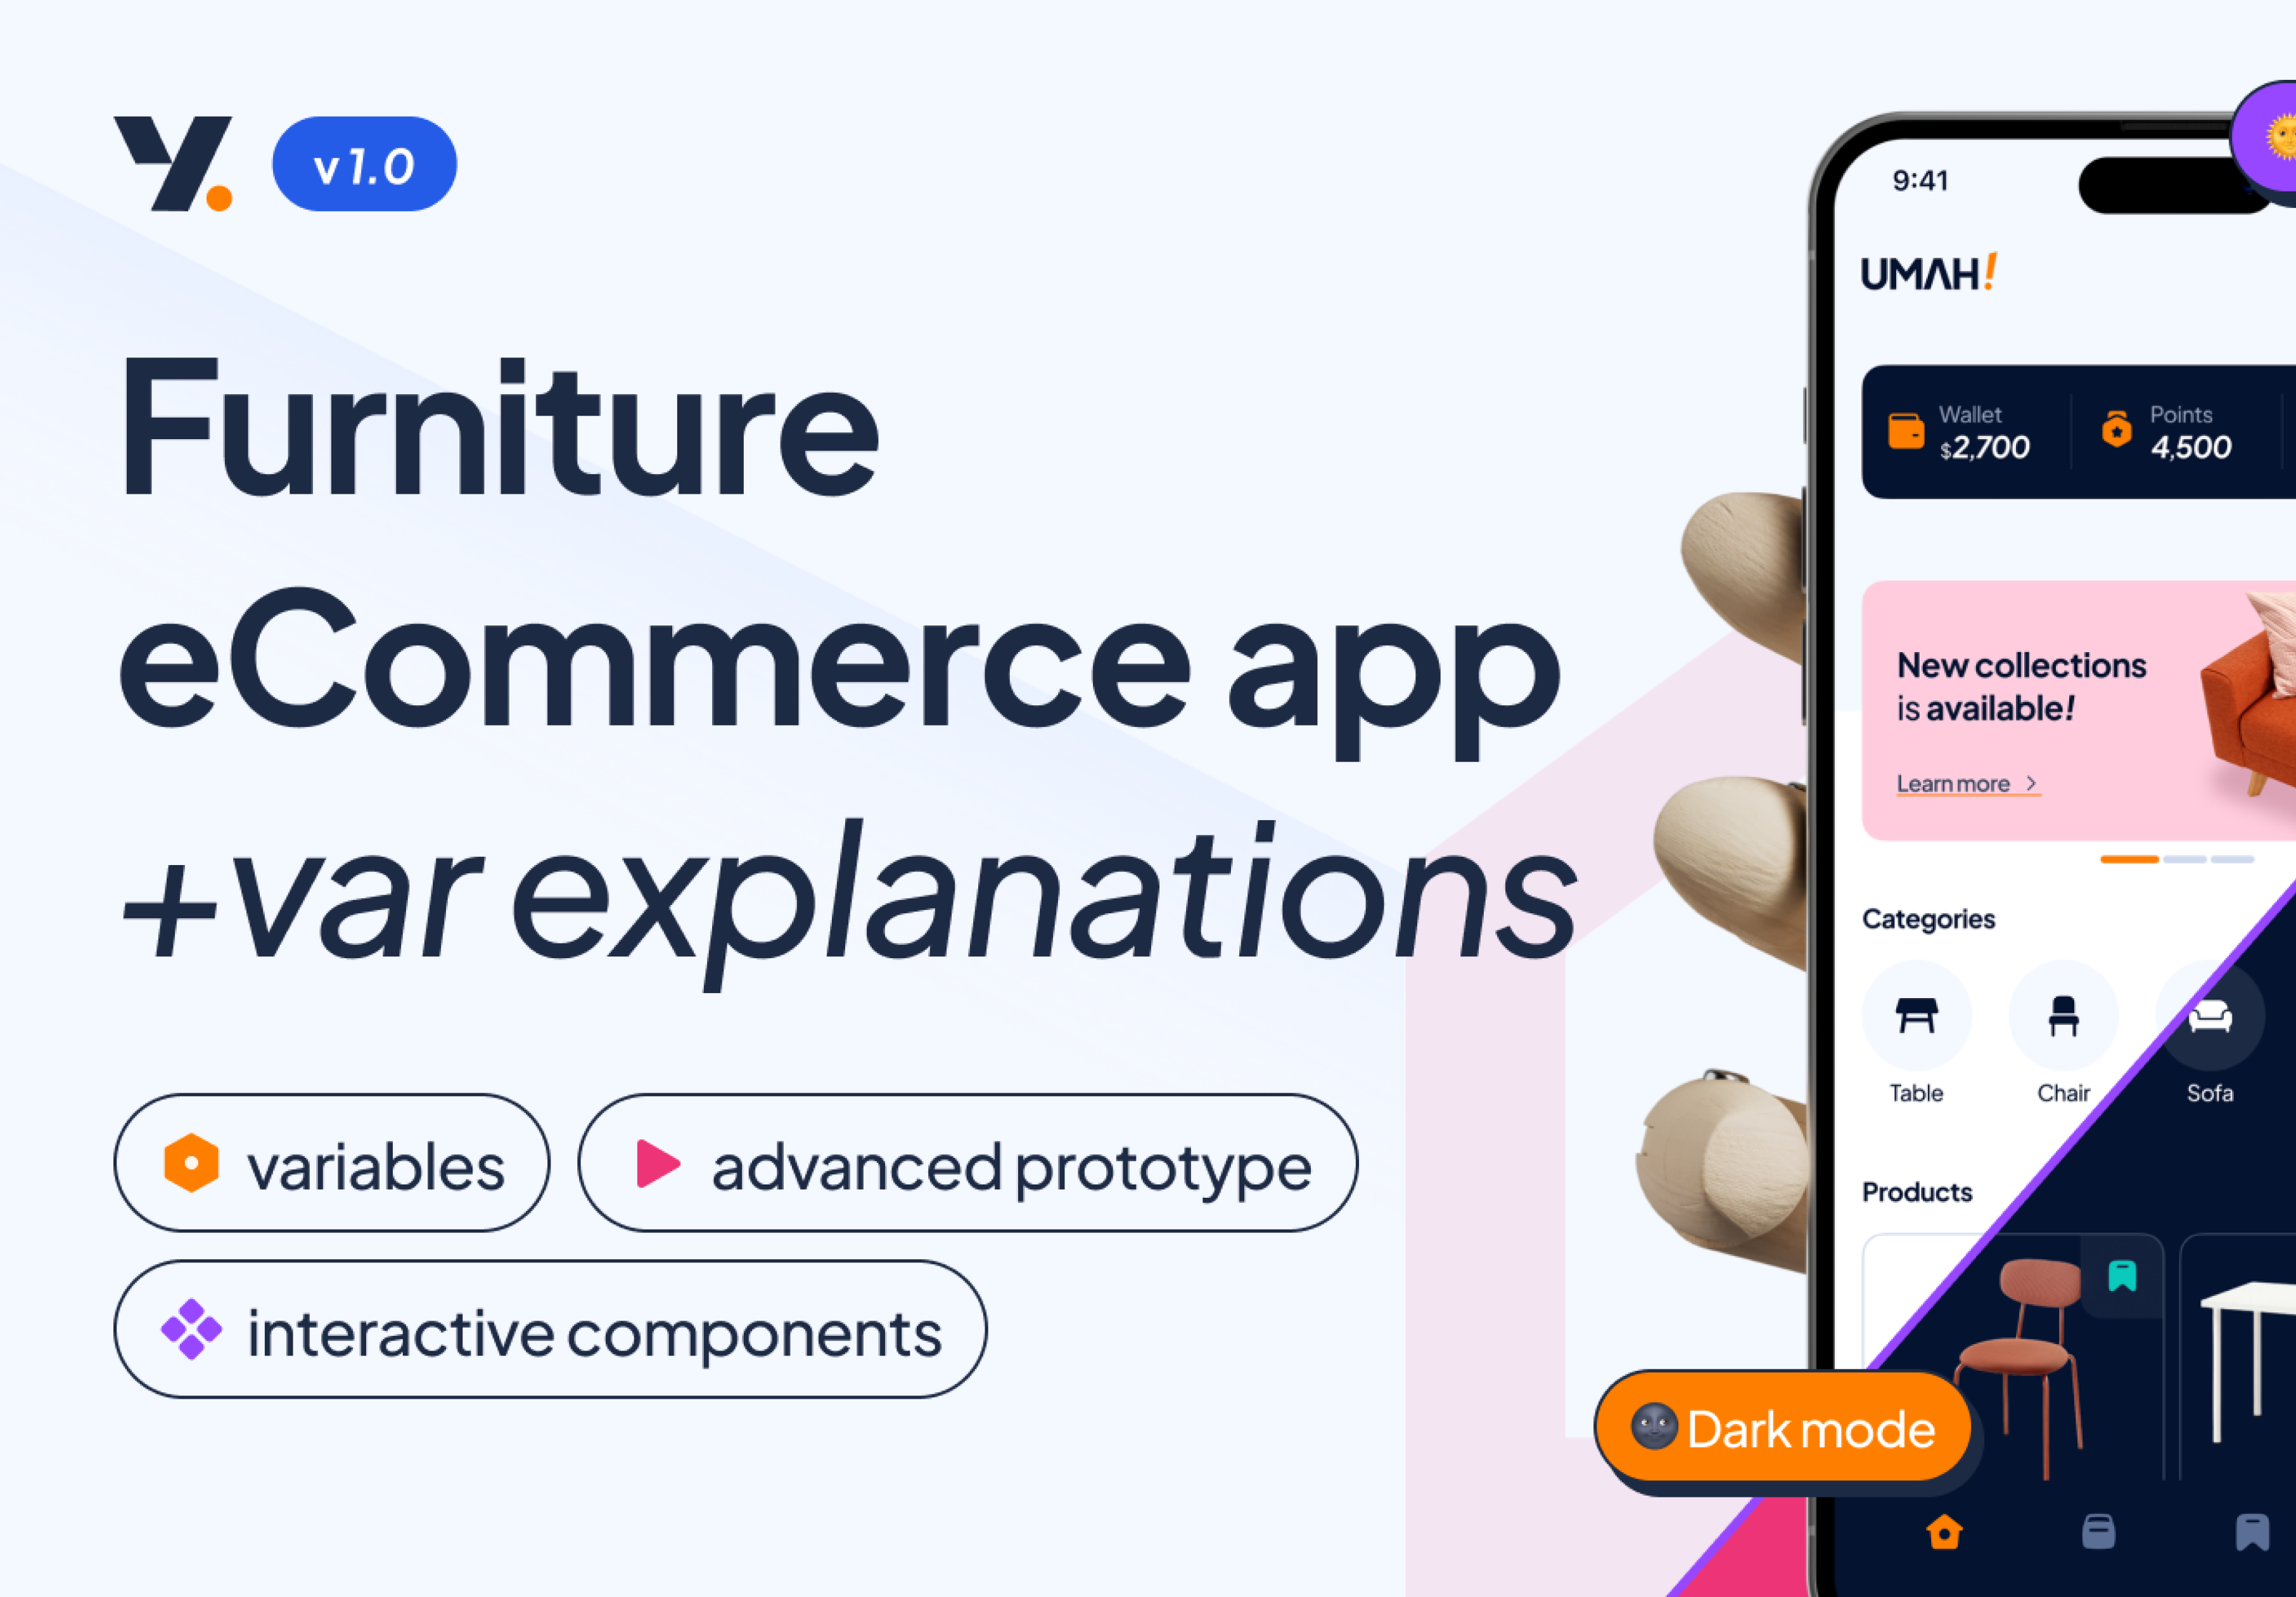 Y.
v1.0
Furniture
eCommerce app
+var explanations
variables
advanced prototype
interactive components
9:41
UMAH!
Wallet
$2,700
Points
4,500
New collections
is available!
Learn more
Categories
Table
Chair
Sofa
Products
Dark mode